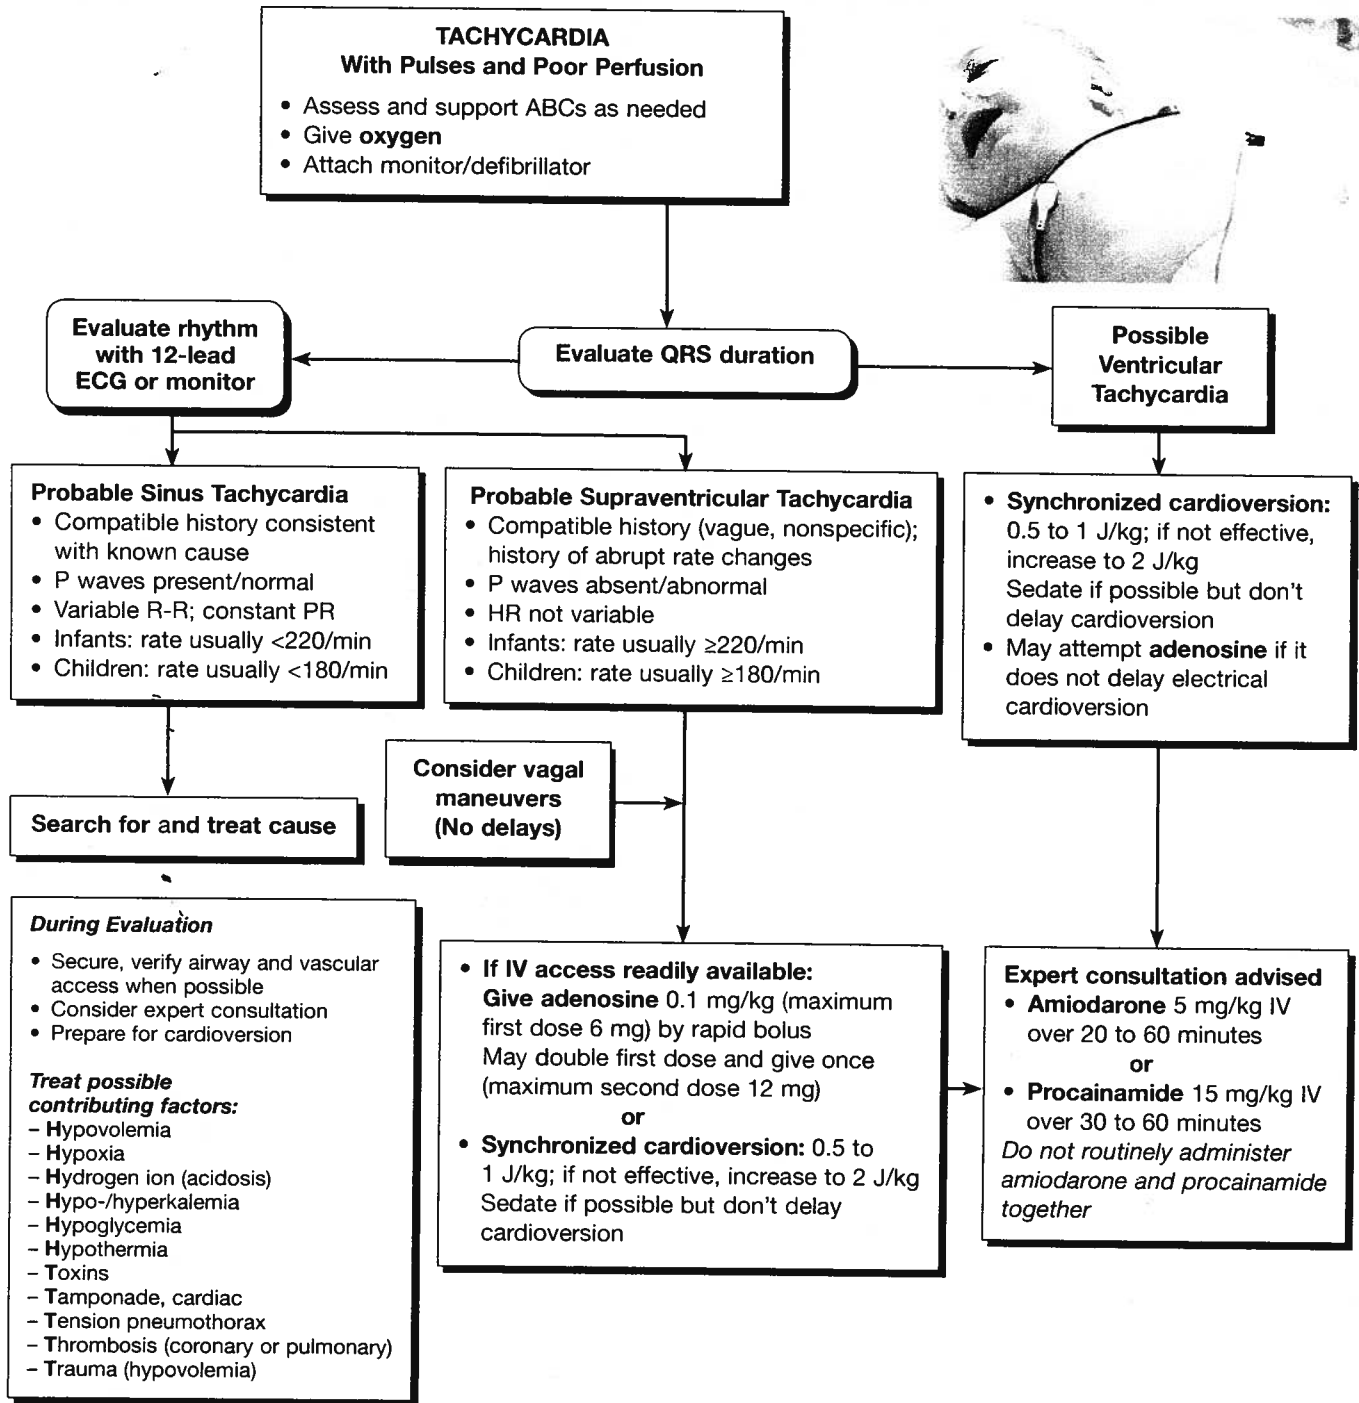 TACHYCARDIA
With Pulses and Poor Perfusion
• Assess and support ABCs as needed
• Give oxygen
• Attach monitor/defibrillator
Evaluate rhythm
with 12-lead
ECG or monitor
Evaluate QRS duration
Possible
Ventricular
Tachycardia
Probable Sinus Tachycardia
• Compatible history consistent
with known cause
• P waves present/normal
• Variable R-R; constant PR
• Infants: rate usually <220/min
• Children: rate usually <180/min
Probable Supraventricular Tachycardia
• Compatible history (vague, nonspecific);
history of abrupt rate changes
• P waves absent/abnormal
• HR not variable
• Infants: rate usually ≥220/min
• Children: rate usually ≥180/min
• Synchronized cardioversion:
0.5 to 1 J/kg; if not effective,
increase to 2 J/kg
Sedate if possible but don't
delay cardioversion
• May attempt adenosine if it
does not delay electrical
cardioversion
Search for and treat cause
Consider vagal
maneuvers
(No delays)
During Evaluation
• Secure, verify airway and vascular
access when possible
• Consider expert consultation
• Prepare for cardioversion
Treat possible
contributing factors:
– Hypovolemia
– Hypoxia
– Hydrogen ion (acidosis)
– Hypo-/hyperkalemia
– Hypoglycemia
– Hypothermia
– Toxins
– Tamponade, cardiac
– Tension pneumothorax
– Thrombosis (coronary or pulmonary)
– Trauma (hypovolemia)
• If IV access readily available:
Give adenosine 0.1 mg/kg (maximum
first dose 6 mg) by rapid bolus
May double first dose and give once
(maximum second dose 12 mg)
or
• Synchronized cardioversion: 0.5 to
1 J/kg; if not effective, increase to 2 J/kg
Sedate if possible but don't delay
cardioversion
Expert consultation advised
• Amiodarone 5 mg/kg IV
over 20 to 60 minutes
or
• Procainamide 15 mg/kg IV
over 30 to 60 minutes
Do not routinely administer
amiodarone and procainamide
together